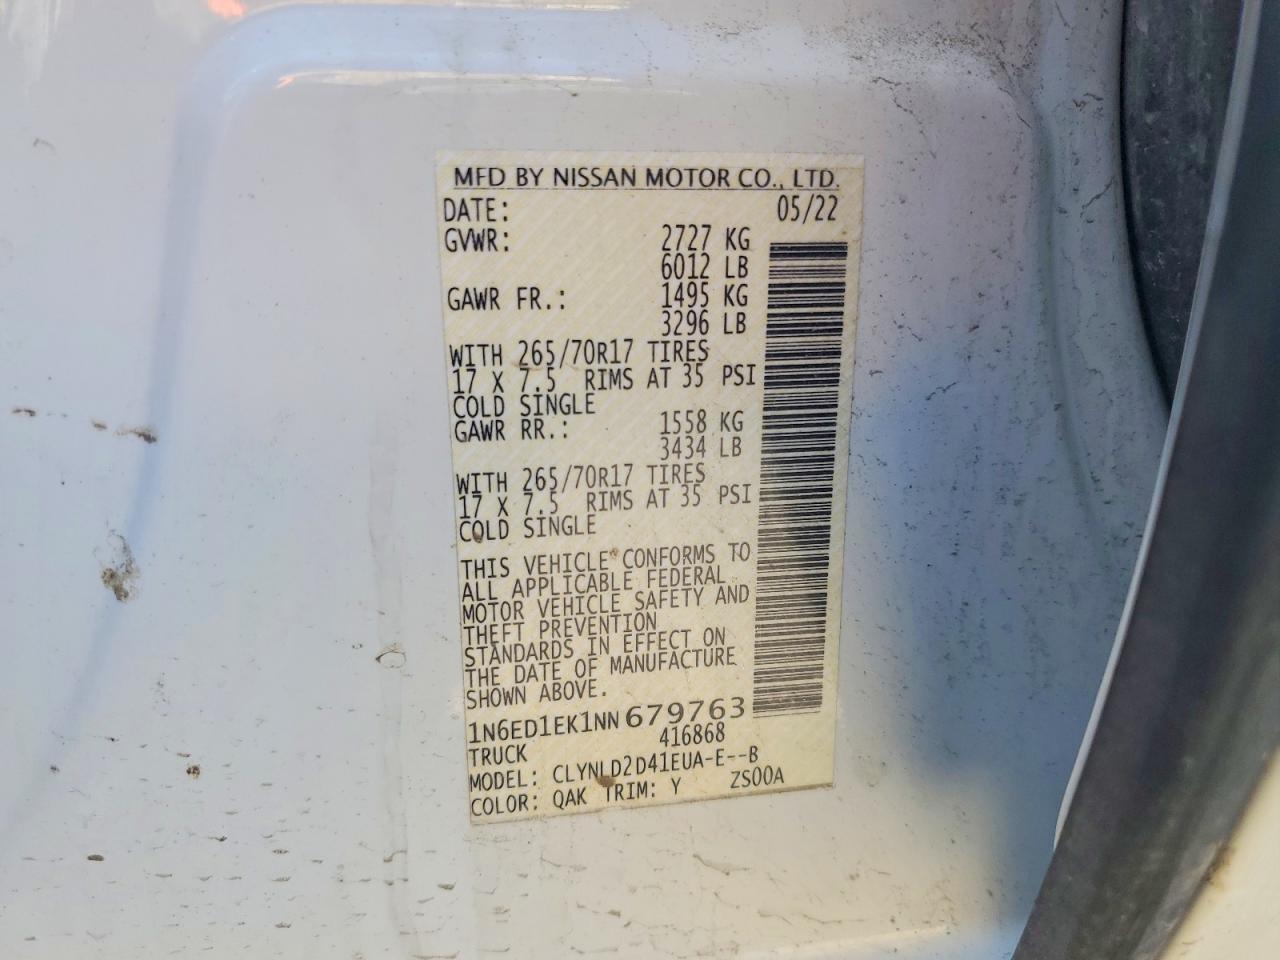 MFD BY NISSAN MOTOR CO., LTD.
DATE: 05/22
GVWR: 2727 KG
6012 LB
GAWR FR.: 1495 KG
3296 LB
WITH 265/70R17 TIRES
17 X 7.5 RIMS AT 35 PSI
COLD SINGLE
GAWR RR.: 1558 KG
3434 LB
WITH 265/70R17 TIRES
17 X 7.5 RIMS AT 35 PSI
COLD SINGLE
THIS VEHICLE CONFORMS TO
ALL APPLICABLE FEDERAL
MOTOR VEHICLE SAFETY AND
THEFT PREVENTION
STANDARDS IN EFFECT ON
THE DATE OF MANUFACTURE
SHOWN ABOVE.
1N6ED1EK1NN679763
TRUCK 416868
MODEL: CLYNLD2D41EUA-E--B
COLOR: QAK TRIM: Y ZS00A